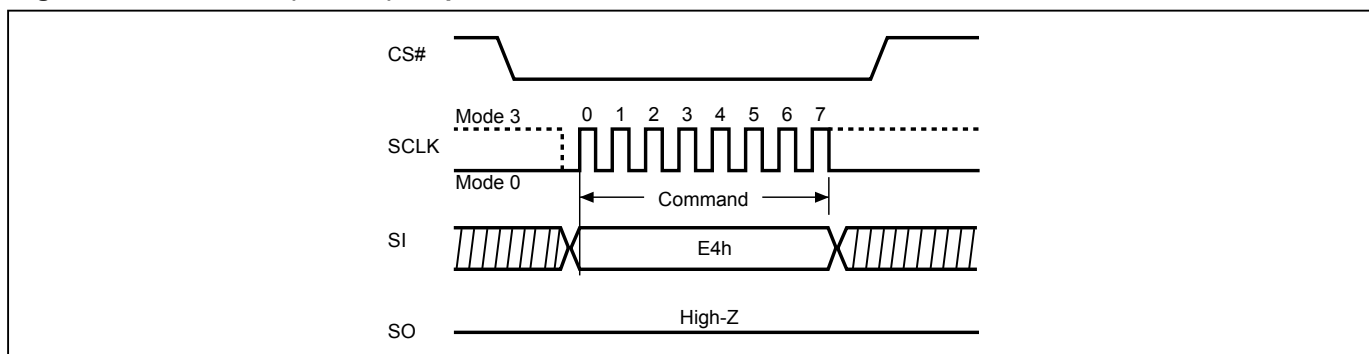 CS#
Mode 3
0 1 2 3 4 5 6 7
SCLK
Mode 0
Command
SI
E4h
High-Z
SO